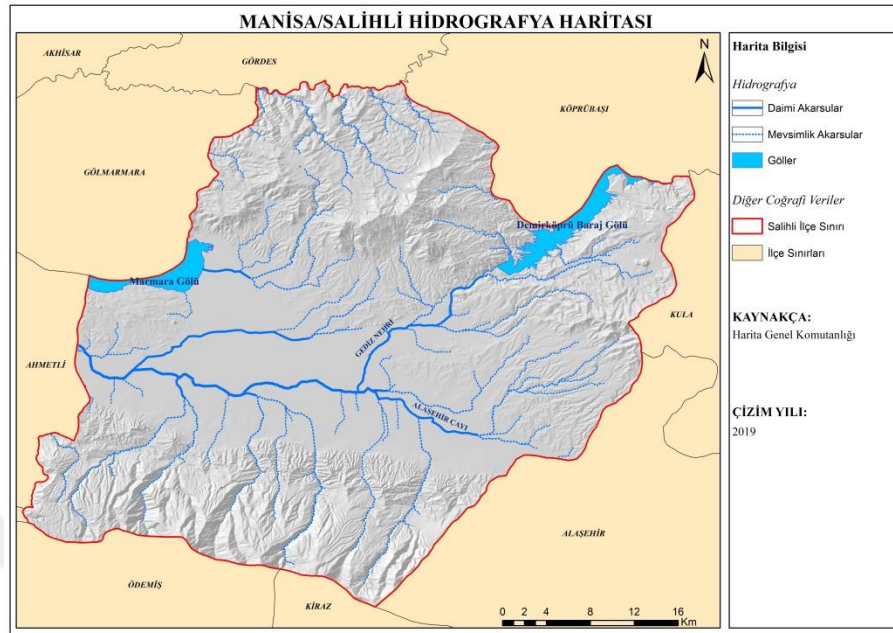 MANİSA/SALİHLİ HİDROGRAFYA HARİTASI
AKHİSAR
GÖRDES
N
KÖPRÜBAŞI
GÖLMARMARA
Demirköprü Baraj Gölü
Marmara Gölü
KULA
GEDİZ NEHRİ
AHMETLİ
ALAŞEHİR ÇAYI
ALAŞEHİR
ÖDEMİŞ
KİRAZ
0 2 4 8 12 16
Km
Harita Bilgisi
Hidrografya
Daimi Akarsular
Mevsimlik Akarsular
Göller
Diğer Coğrafi Veriler
Salihli İlçe Sınırı
İlçe Sınırları
KAYNAKÇA:
Harita Genel Komutanlığı
ÇİZİM YILI:
2019